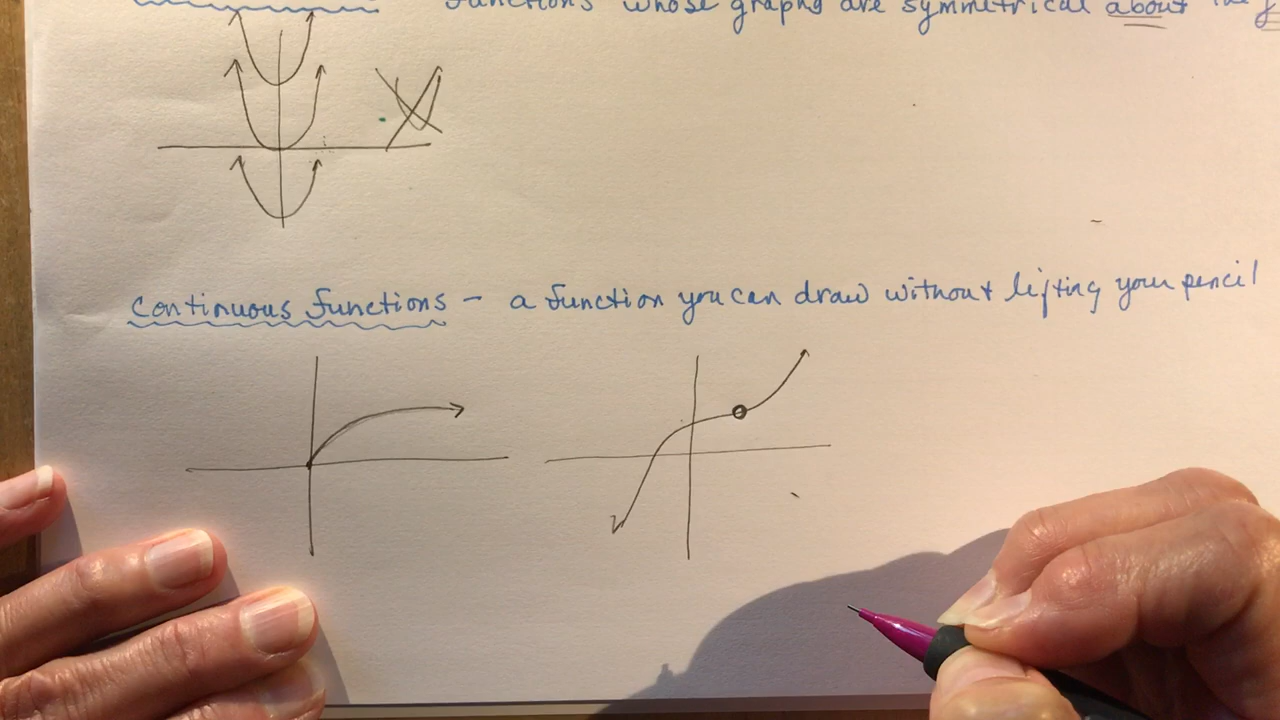 functions whose graphs are symmetrical about the
continuous functions – a function you can draw without lifting your pencil